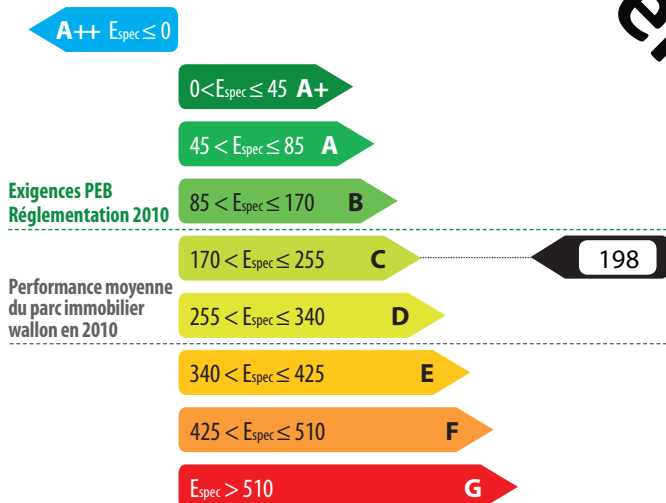 A++ Espec ≤ 0
0<Espec ≤ 45 A+
45 < Espec ≤ 85 A
Exigences PEB
Réglementation 2010
85 < Espec ≤ 170 B
170 < Espec ≤ 255 C
198
Performance moyenne
du parc immobilier
wallon en 2010
255 < Espec ≤ 340 D
340 < Espec ≤ 425 E
425 < Espec ≤ 510 F
Espec > 510 G